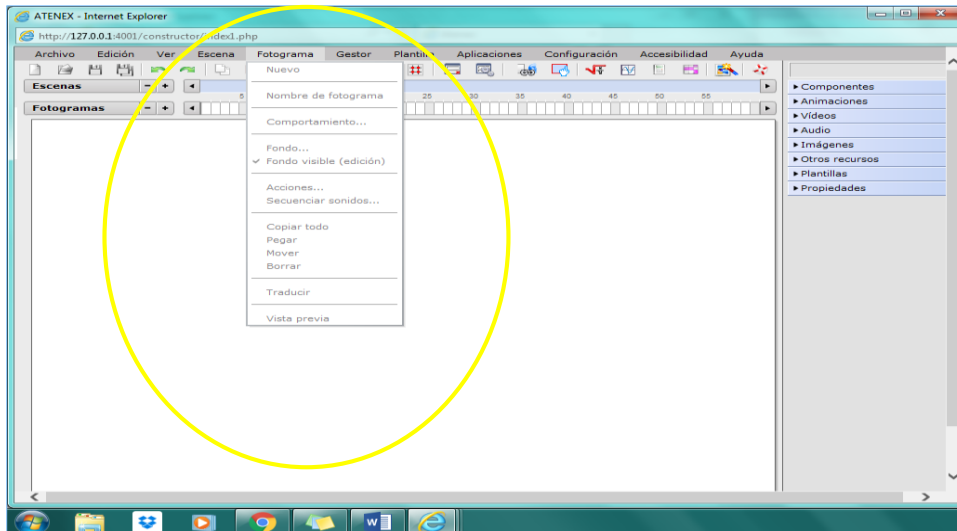 ATENEX - Internet Explorer
http://127.0.0.1:4001/constructor/index1.php
Archivo Edición Ver Escena Fotograma Gestor Plantilla Aplicaciones Configuración Accesibilidad Ayuda
Escenas - +
5 25 30 35 40 45 50 55
Fotogramas - +
Nuevo
Nombre de fotograma
Comportamiento...
Fondo...
Fondo visible (edición)
Acciones...
Secuenciar sonidos...
Copiar todo
Pegar
Mover
Borrar
Traducir
Vista previa
Componentes
Animaciones
Vídeos
Audio
Imágenes
Otros recursos
Plantillas
Propiedades